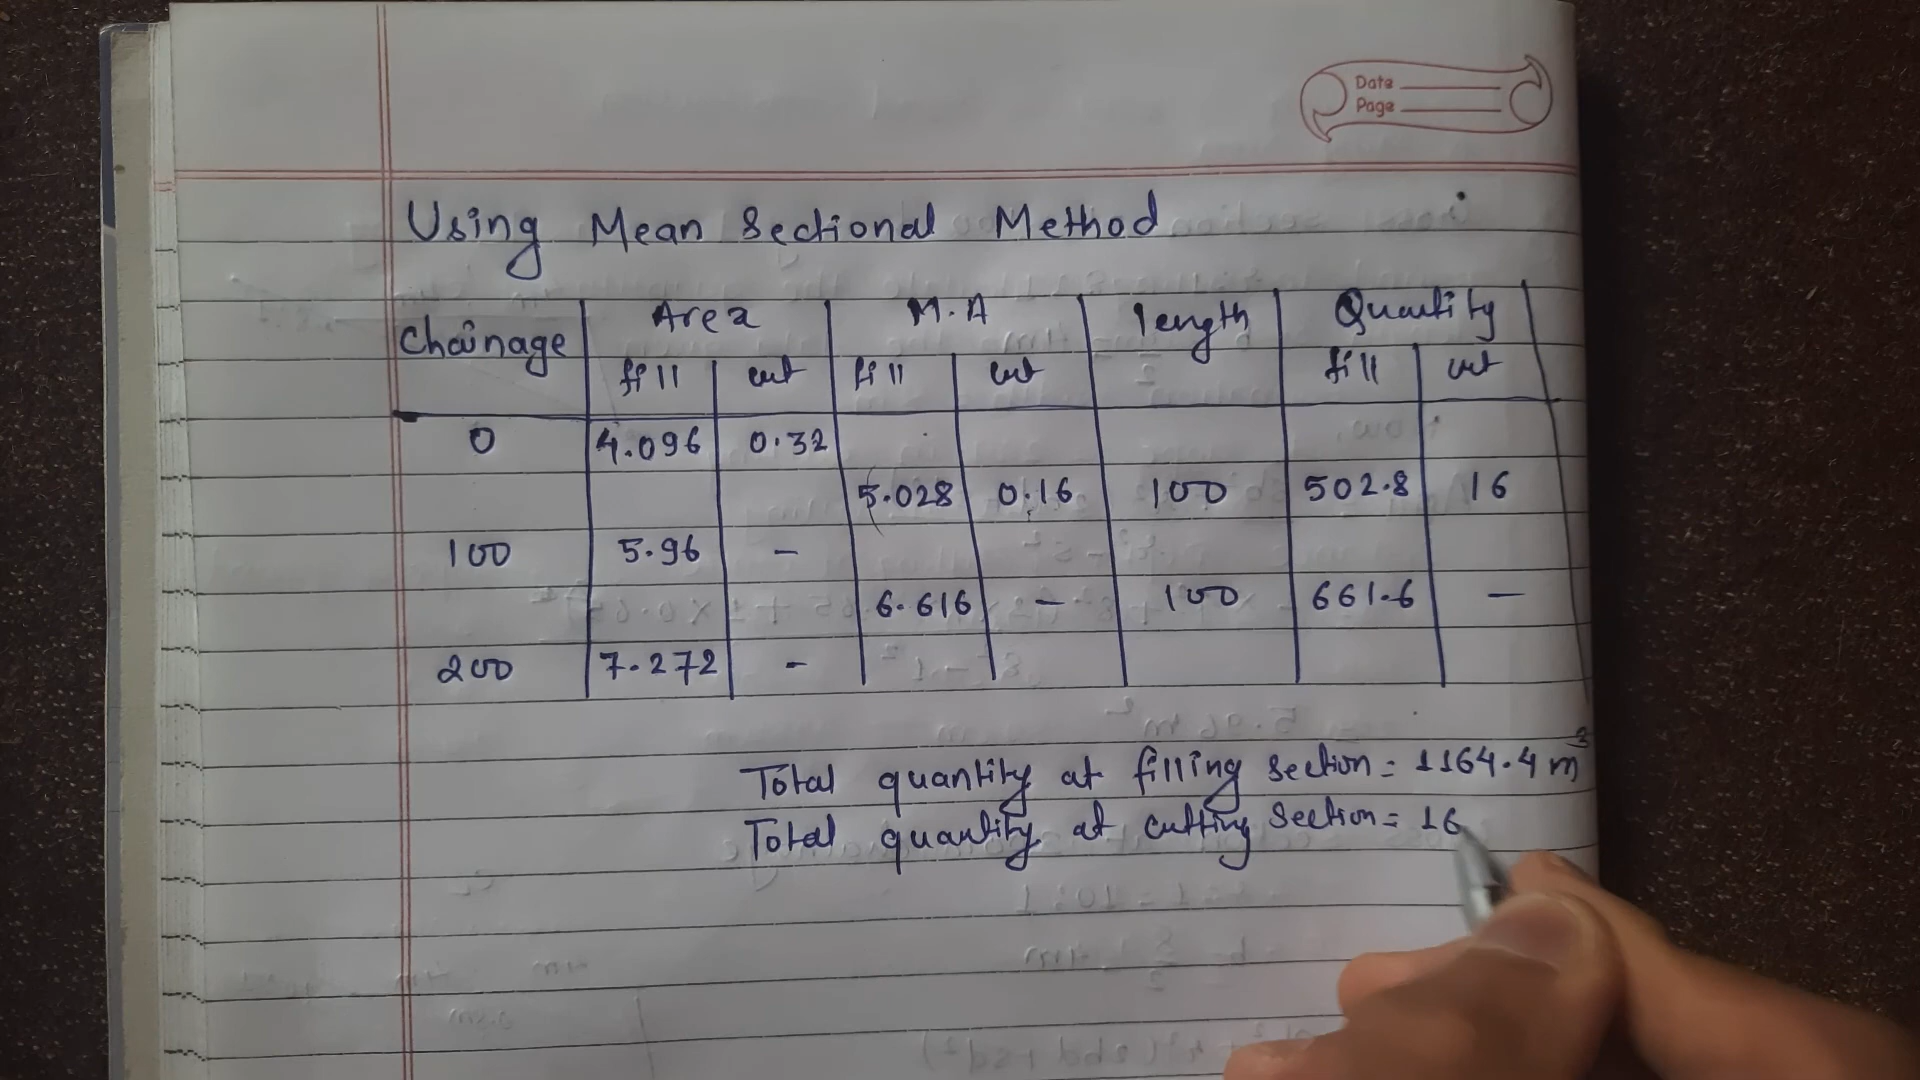 Date
Page
Using Mean Sectional Method
Chainage Area M.A length Quantity
fill cut fill cut fill cut
0 4.096 0.32
5.028 0.16 100 502.8 16
100 5.96 -
6.616 - 100 661.6 -
200 7.272 -
Total quantity at filling section = 1164.4 m³
Total quantity at cutting section = 16